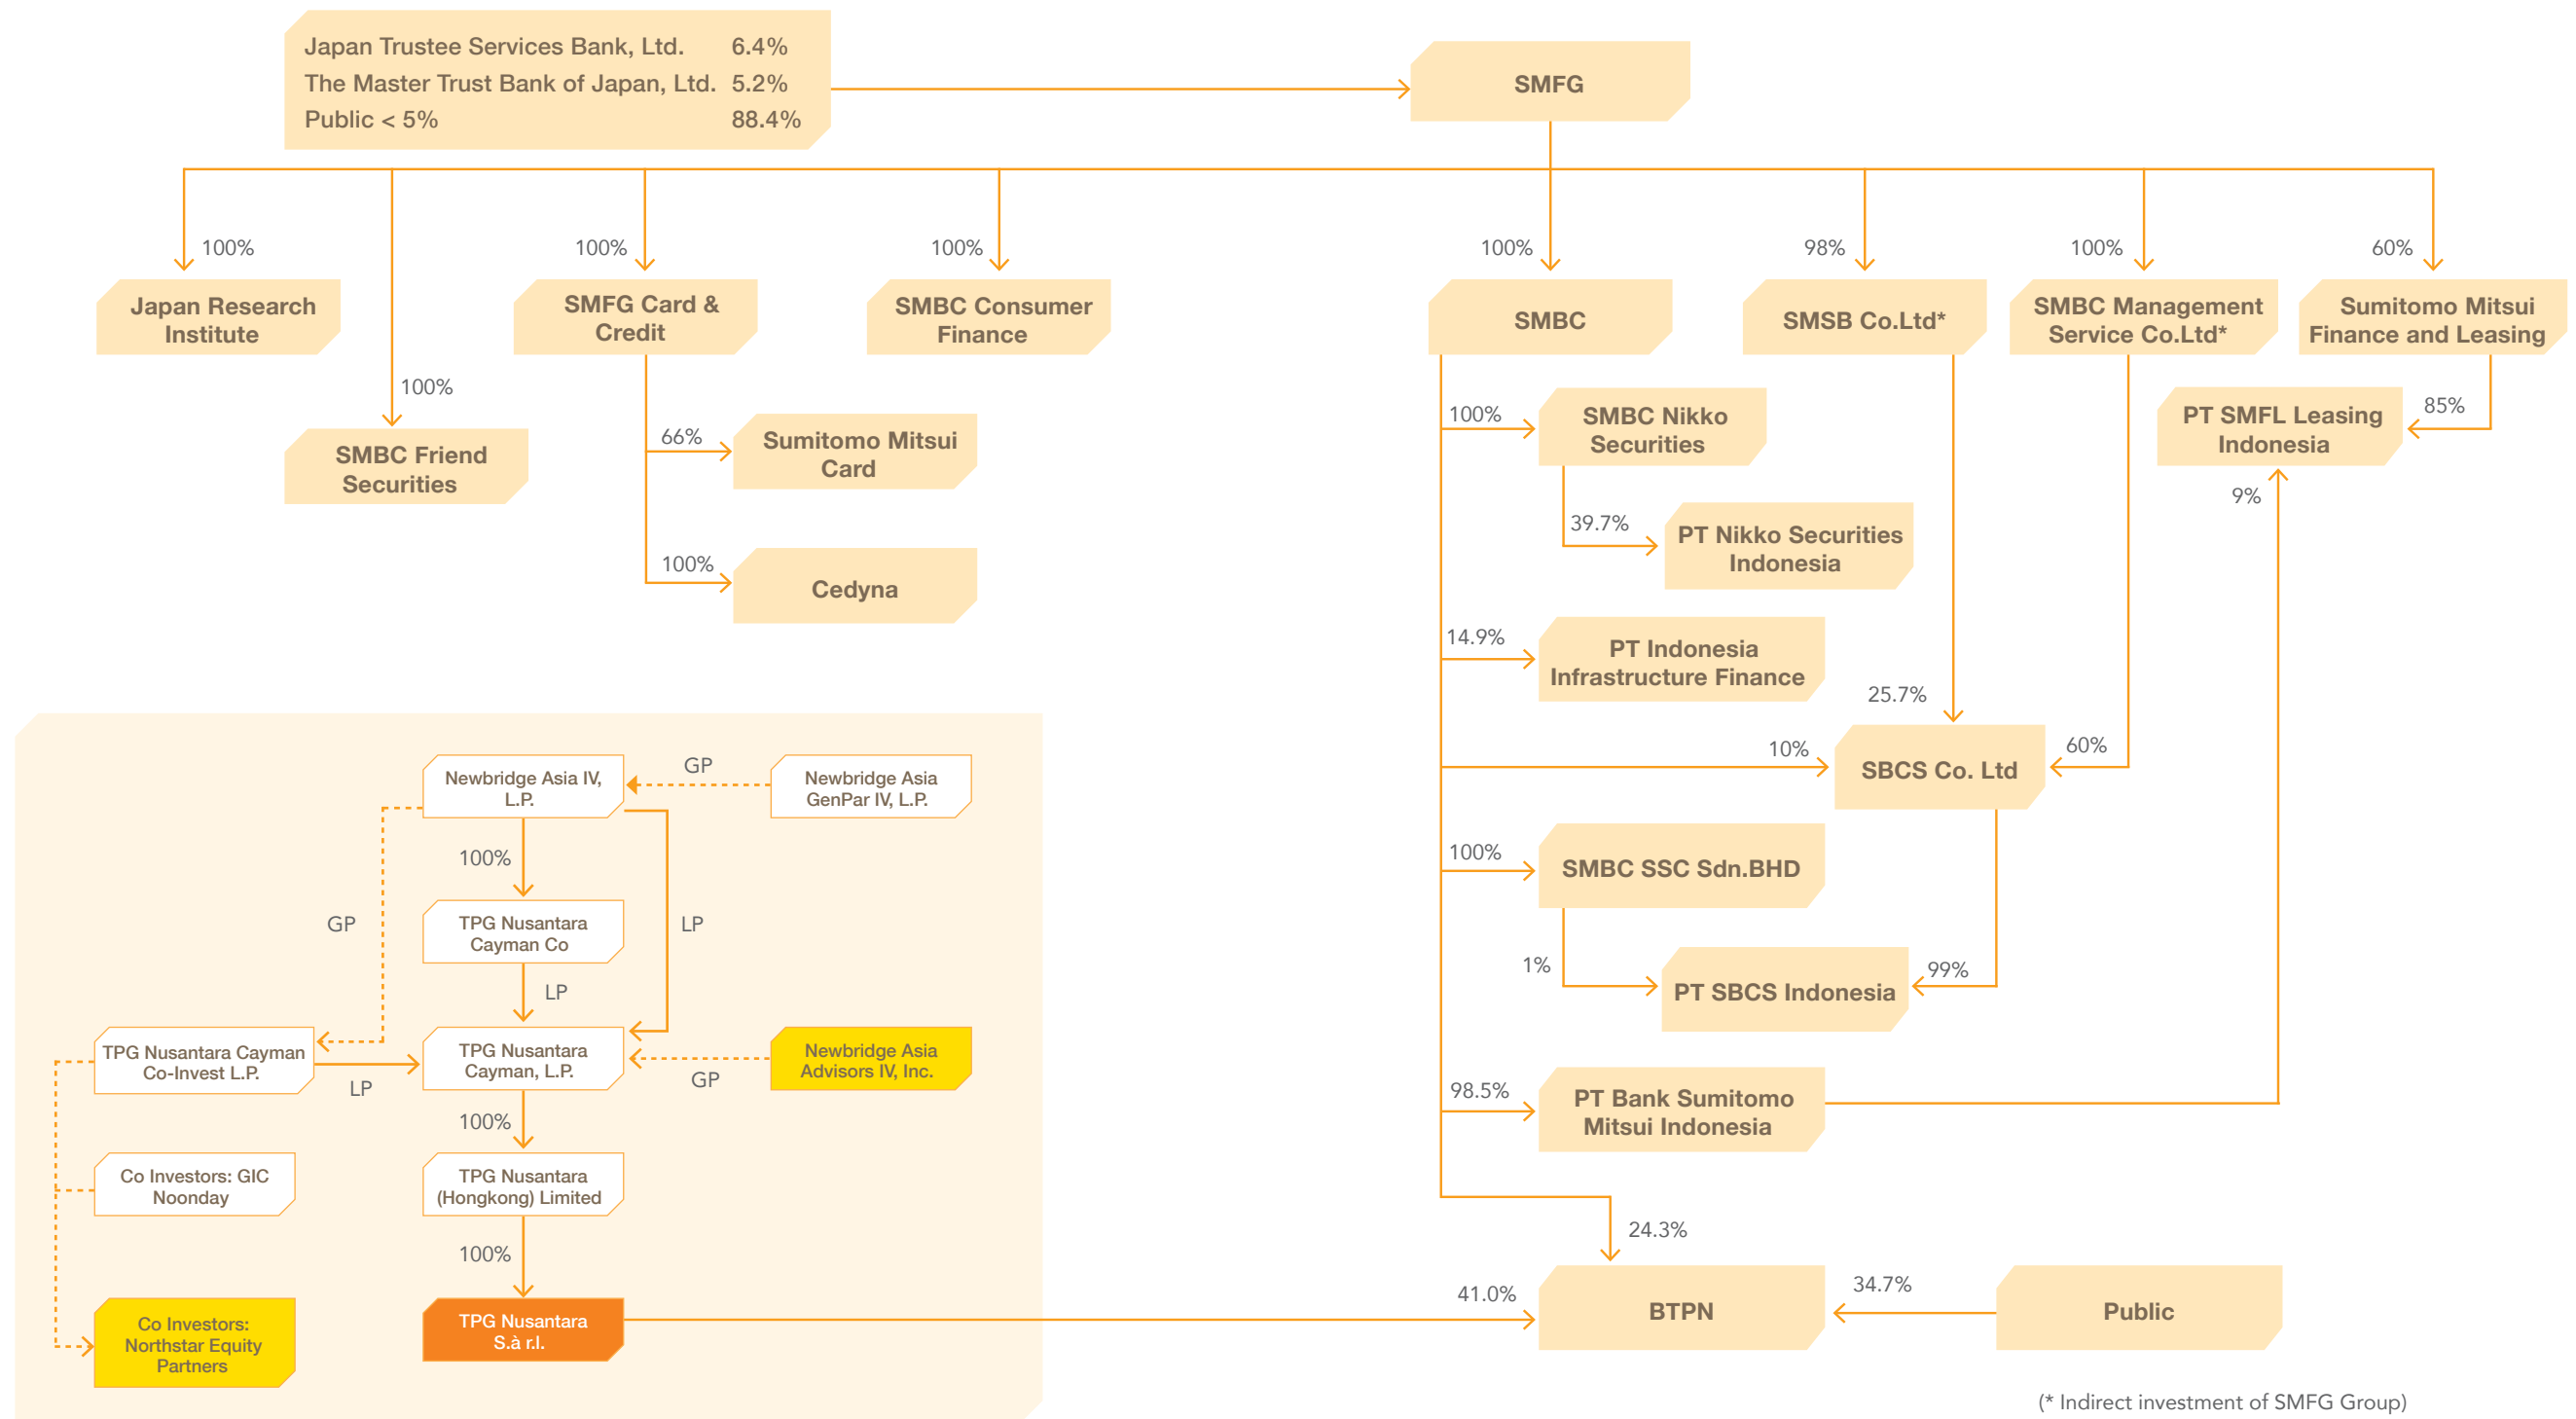 Japan Trustee Services Bank, Ltd. 6.4%
The Master Trust Bank of Japan, Ltd. 5.2%
Public < 5% 88.4%
SMFG
100%
100%
100%
100%
98%
100%
60%
Japan Research
Institute
SMFG Card &
Credit
SMBC Consumer
Finance
SMBC
SMSB Co.Ltd*
SMBC Management
Service Co.Ltd*
Sumitomo Mitsui
Finance and Leasing
100%
SMBC Friend
Securities
66%
Sumitomo Mitsui
Card
100%
Cedyna
100%
SMBC Nikko
Securities
PT SMFL Leasing
Indonesia
85%
9%
39.7%
PT Nikko Securities
Indonesia
14.9%
PT Indonesia
Infrastructure Finance
25.7%
10%
SBCS Co. Ltd
60%
100%
SMBC SSC Sdn.BHD
1%
PT SBCS Indonesia
99%
98.5%
PT Bank Sumitomo
Mitsui Indonesia
24.3%
41.0%
BTPN
34.7%
Public
Newbridge Asia IV,
L.P.
GP
Newbridge Asia
GenPar IV, L.P.
100%
GP
TPG Nusantara
Cayman Co
LP
LP
TPG Nusantara Cayman
Co-Invest L.P.
LP
TPG Nusantara
Cayman, L.P.
GP
Newbridge Asia
Advisors IV, Inc.
100%
Co Investors: GIC
Noonday
TPG Nusantara
(Hongkong) Limited
100%
Co Investors:
Northstar Equity
Partners
TPG Nusantara
S.à r.l.
(* Indirect investment of SMFG Group)